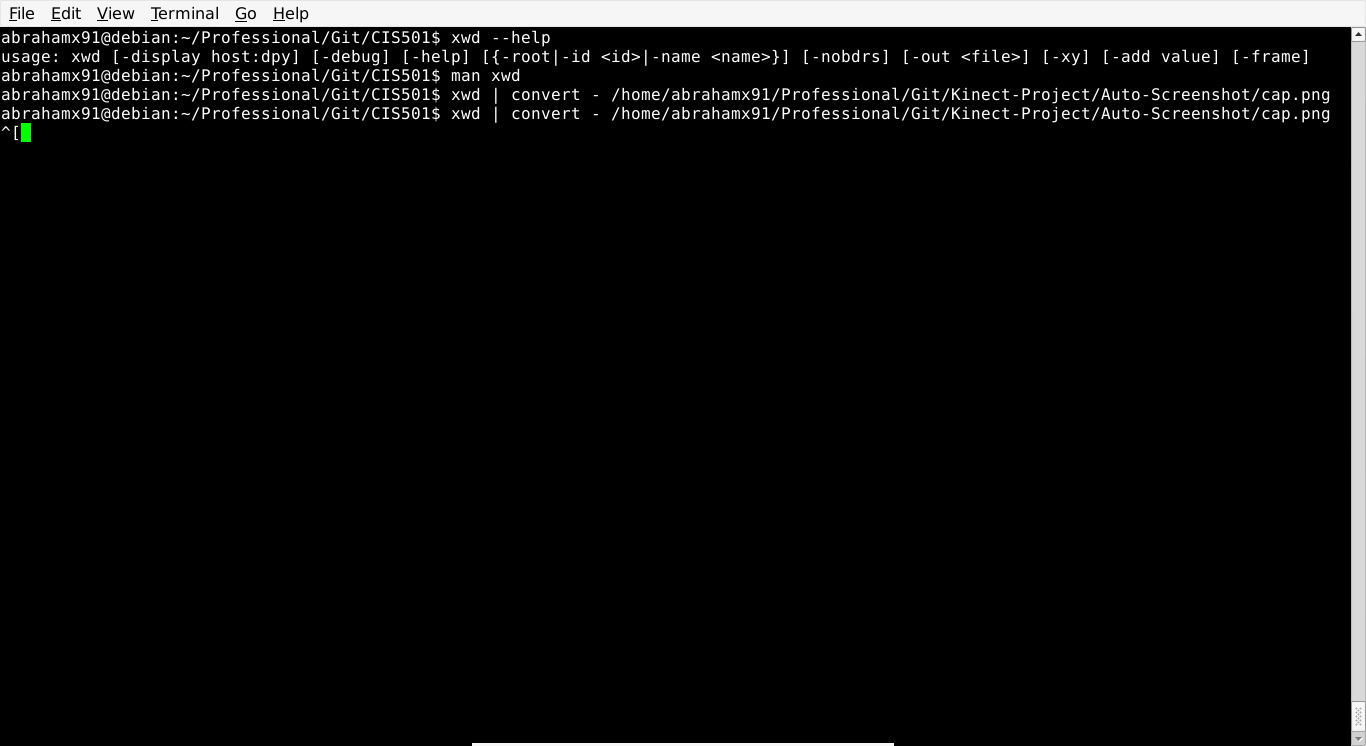 File Edit View Terminal Go Help
abrahamx91@debian:~/Professional/Git/CIS501$ xwd --help
usage: xwd [-display host:dpy] [-debug] [-help] [{-root|-id <id>|-name <name>}] [-nobdrs] [-out <file>] [-xy] [-add value] [-frame]
abrahamx91@debian:~/Professional/Git/CIS501$ man xwd
abrahamx91@debian:~/Professional/Git/CIS501$ xwd | convert - /home/abrahamx91/Professional/Git/Kinect-Project/Auto-Screenshot/cap.png
abrahamx91@debian:~/Professional/Git/CIS501$ xwd | convert - /home/abrahamx91/Professional/Git/Kinect-Project/Auto-Screenshot/cap.png
^[